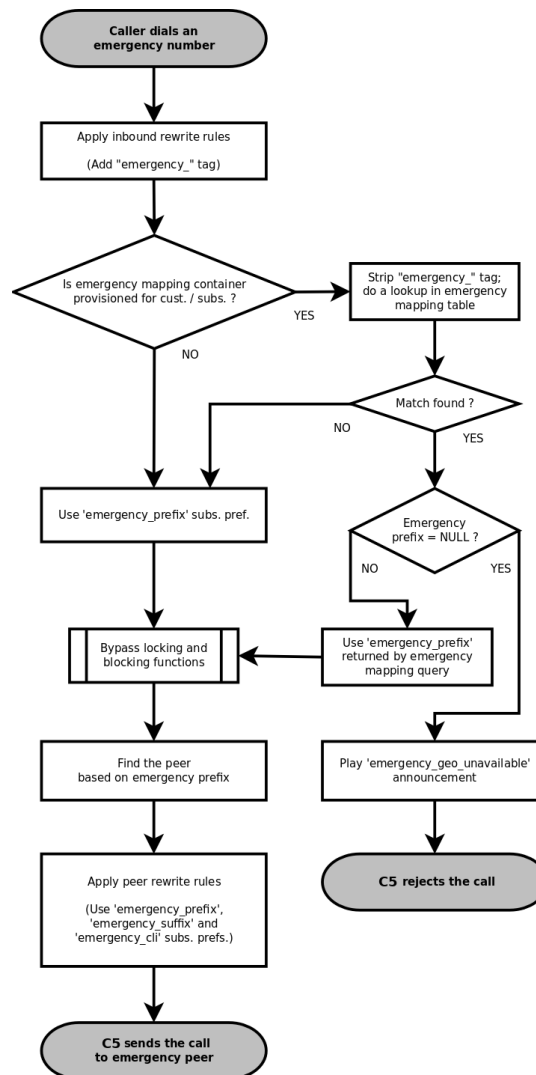 Caller dials an
emergency number
Apply inbound rewrite rules
(Add "emergency_" tag)
Is emergency mapping container
provisioned for cust. / subs. ?
YES
NO
Strip "emergency_" tag;
do a lookup in emergency
mapping table
Match found ?
NO
YES
Use 'emergency_prefix' subs. pref.
Emergency
prefix = NULL ?
NO
YES
Bypass locking and
blocking functions
Use 'emergency_prefix'
returned by emergency
mapping query
Find the peer
based on emergency prefix
Play 'emergency_geo_unavailable'
announcement
Apply peer rewrite rules
(Use 'emergency_prefix',
'emergency_suffix' and
'emergency_cli' subs. prefs.)
C5 rejects the call
C5 sends the call
to emergency peer